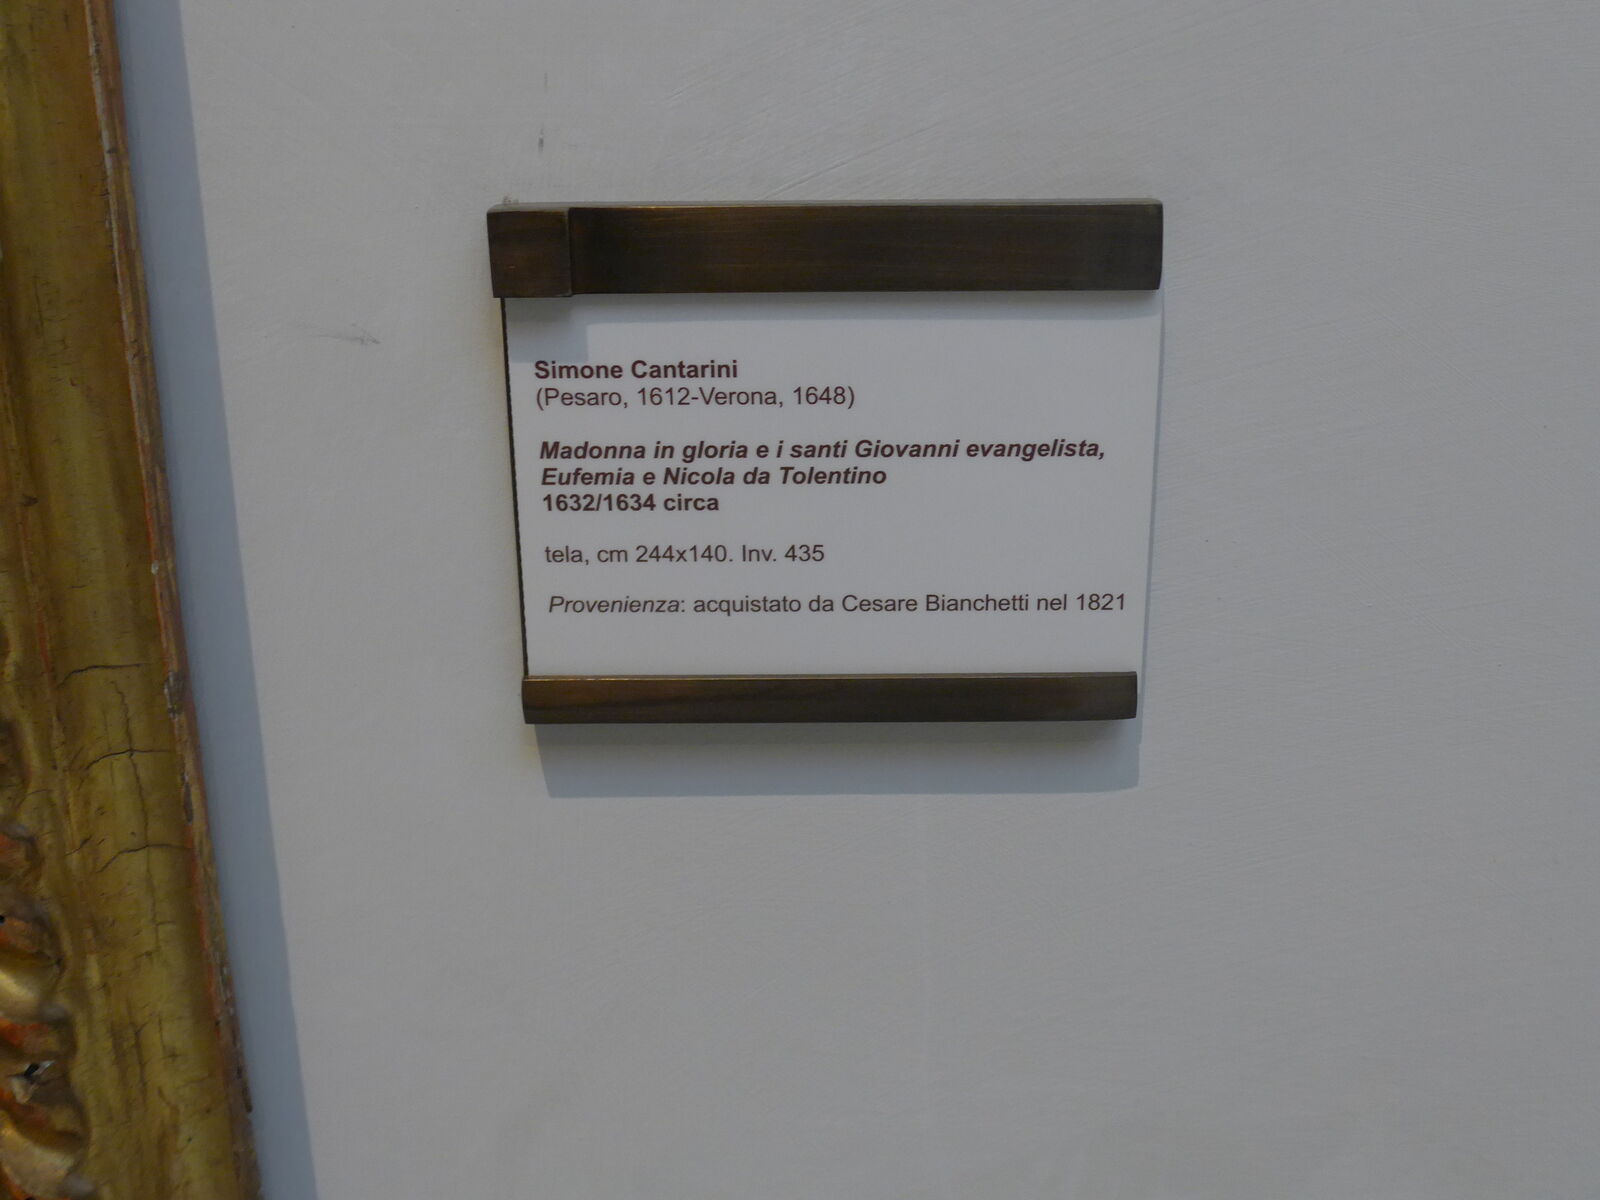 Simone Cantarini
(Pesaro, 1612-Verona, 1648)
Madonna in gloria e i santi Giovanni evangelista,
Eufemia e Nicola da Tolentino
1632/1634 circa
tela, cm 244x140. Inv. 435
Provenienza: acquistato da Cesare Bianchetti nel 1821